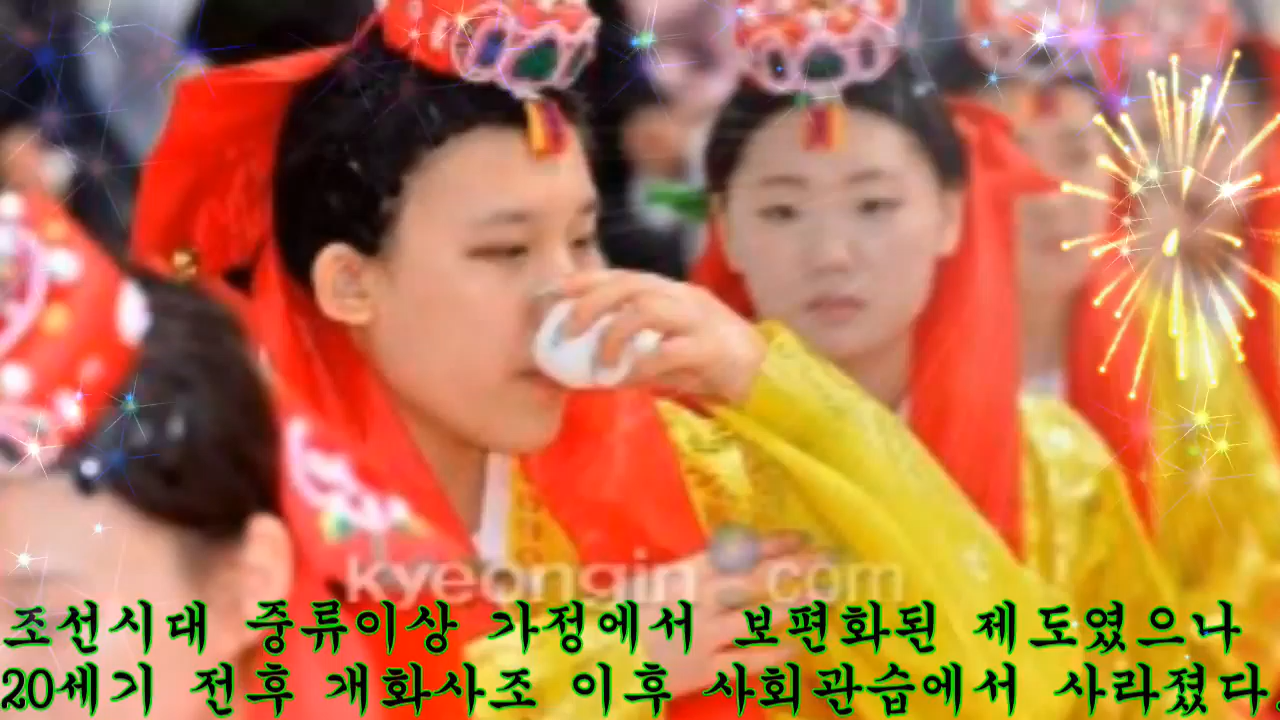 kyeongin.com
조선시대 중류이상 가정에서 보편화된 제도였으나
20세기 전후 개화사조 이후 사회관습에서 사라졌다.